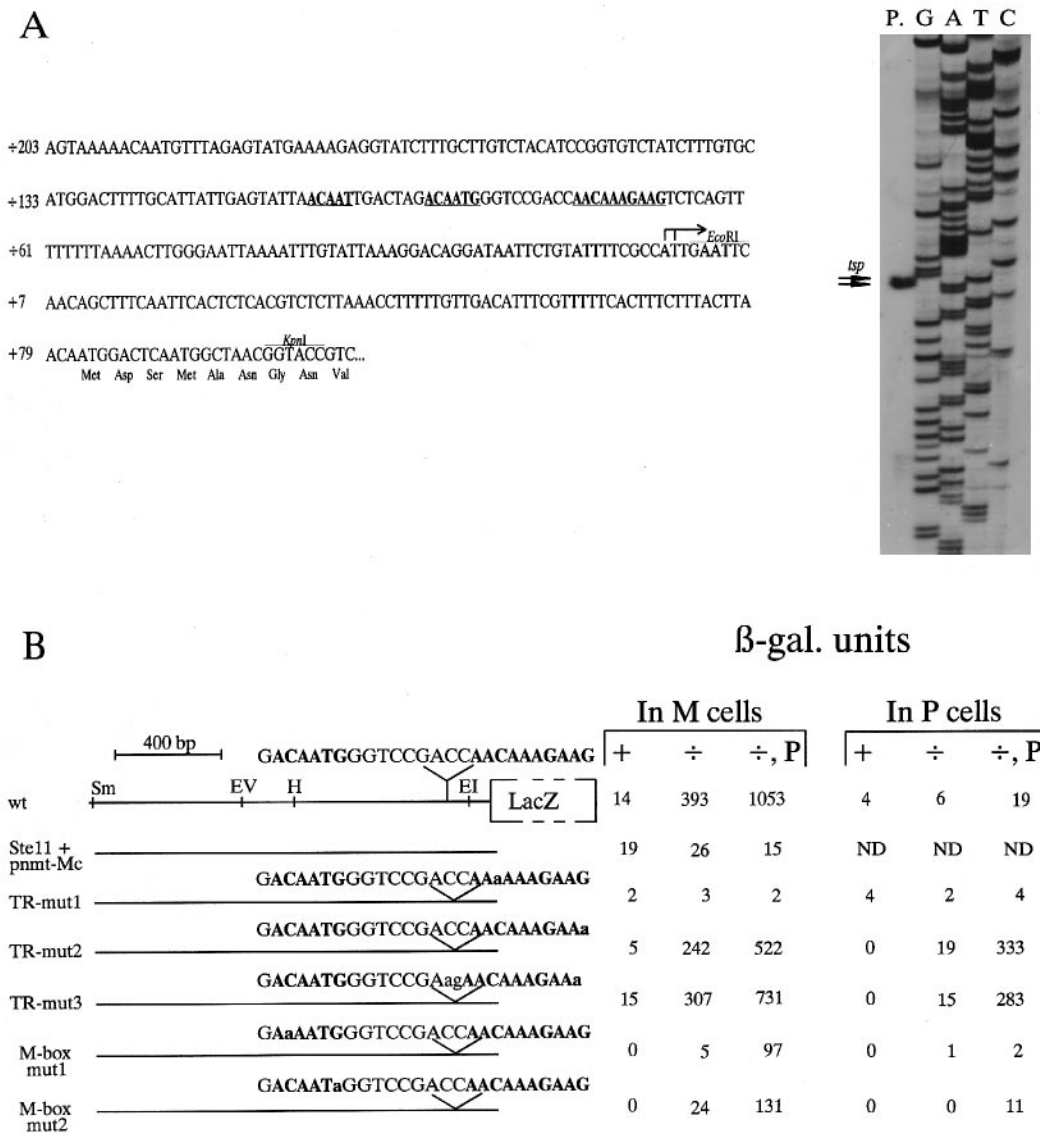 A
P. G A T C
÷203 AGTAAAAACAATGTTTAGAGTATGAAAAGAGGTATCTTTGCTTGTCTACATCCGGTGTCTATCTTTGTGC
÷133 ATGGACTTTTGCATTATTGAGTATTAACAATTGACTAGACAATGGGTCCGACCAACAAAGAAGTCTCAGTT
÷61 TTTTTTAAAACTTGGGAATTAAAATTTGTATTAAAGGACAGGATAATTCTGTATTTTTCGCCATTGAATTC
EcoRI
tsp
+7 AACAGCTTTCAATTCACTCTCACGTCTCTTAAACCTTTTTGTTGACATTTCGTTTTTCACTTTCTTTACTTA
KpnI
+79 ACAATGGACTCAATGGCTAACGGTACCGTC...
Met Asp Ser Met Ala Asn Gly Asn Val
B
ß-gal. units
In M cells In P cells
400 bp GACAATGGGTCCGACCAACAAAGAAG + ÷ ÷, P + ÷ ÷, P
Sm EV H EI
wt LacZ 14 393 1053 4 6 19
Ste11 + pnmt-Mc 19 26 15 ND ND ND
GACAATGGGTCCGACCAAaAAAGAAG
TR-mut1 2 3 2 4 2 4
GACAATGGGTCCGACCAACAAAGAAa
TR-mut2 5 242 522 0 19 333
GACAATGGGTCCGAagAACAAAGAAa
TR-mut3 15 307 731 0 15 283
GAaAATGGGTCCGACCAACAAAGAAG
M-box mut1 0 5 97 0 1 2
GACAATaGGTCCGACCAACAAAGAAG
M-box mut2 0 24 131 0 0 11